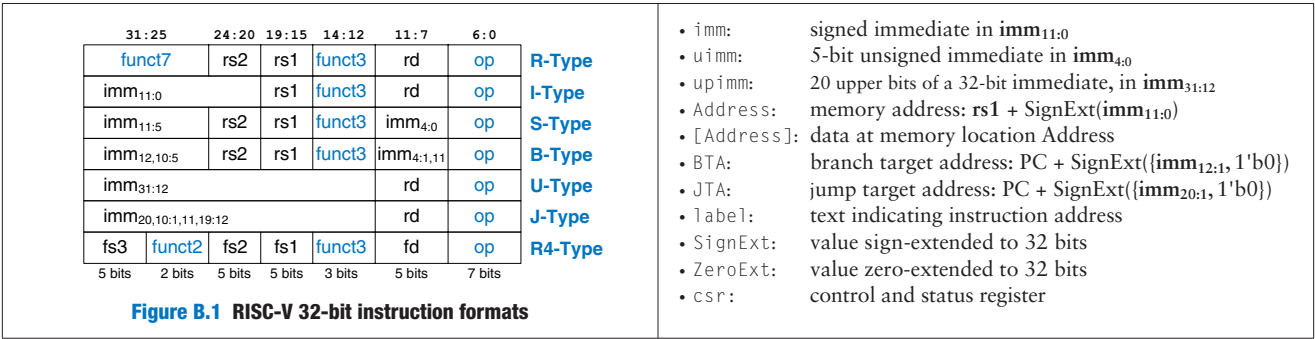 31:25 24:20 19:15 14:12 11:7 6:0
funct7 rs2 rs1 funct3 rd op R-Type
imm11:0 rs1 funct3 rd op I-Type
imm11:5 rs2 rs1 funct3 imm4:0 op S-Type
imm12,10:5 rs2 rs1 funct3 imm4:1,11 op B-Type
imm31:12 rd op U-Type
imm20,10:1,11,19:12 rd op J-Type
fs3 funct2 fs2 fs1 funct3 fd op R4-Type
5 bits 2 bits 5 bits 5 bits 3 bits 5 bits 7 bits
Figure B.1 RISC-V 32-bit instruction formats
• imm: signed immediate in imm11:0
• uimm: 5-bit unsigned immediate in imm4:0
• upimm: 20 upper bits of a 32-bit immediate, in imm31:12
• Address: memory address: rs1 + SignExt(imm11:0)
• [Address]: data at memory location Address
• BTA: branch target address: PC + SignExt({imm12:1, 1'b0})
• JTA: jump target address: PC + SignExt({imm20:1, 1'b0})
• label: text indicating instruction address
• SignExt: value sign-extended to 32 bits
• ZeroExt: value zero-extended to 32 bits
• csr: control and status register